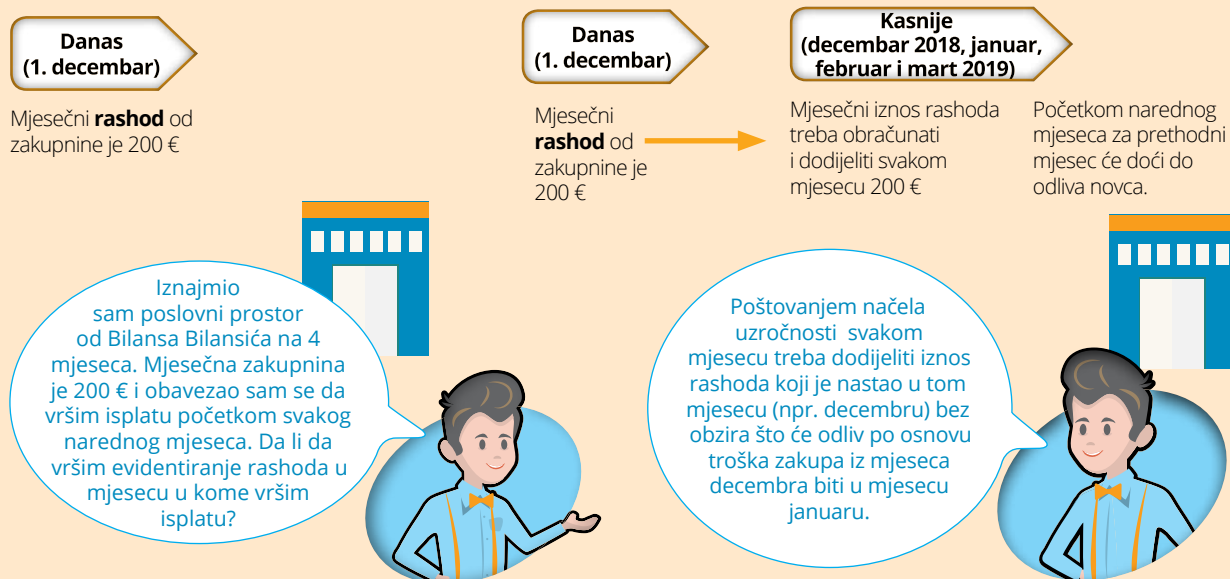 Danas
(1. decembar)
Mjesečni rashod od
zakupnine je 200 €
Iznajmio
sam poslovni prostor
od Bilansa Bilansića na 4
mjeseca. Mjesečna zakupnina
je 200 € i obavezao sam se da
vršim isplatu početkom svakog
narednog mjeseca. Da li da
vršim evidentiranje rashoda u
mjesecu u kome vršim
isplatu?
Danas
(1. decembar)
Mjesečni
rashod od
zakupnine je
200 €
Kasnije
(decembar 2018, januar,
februar i mart 2019)
Mjesečni iznos rashoda
treba obračunati
i dodijeliti svakom
mjesecu 200 €
Početkom narednog
mjeseca za prethodni
mjesec će doći do
odliva novca.
Poštovanjem načela
uzročnosti svakom
mjesecu treba dodijeliti iznos
rashoda koji je nastao u tom
mjesecu (npr. decembru) bez
obzira što će odliv po osnovu
troška zakupa iz mjeseca
decembra biti u mjesecu
januaru.